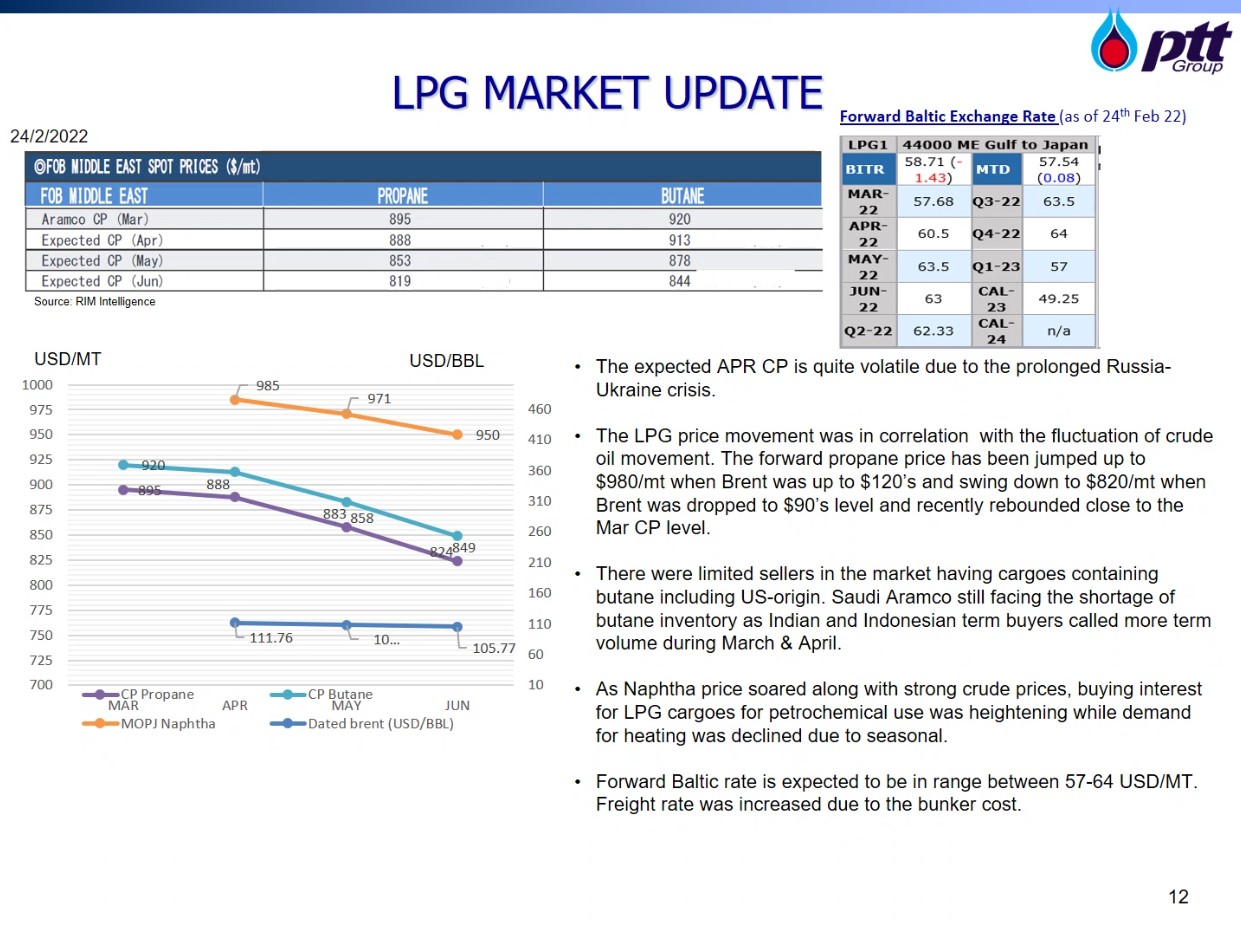 ptt
Group
LPG MARKET UPDATE
Forward Baltic Exchange Rate (as of 24th Feb 22)
24/2/2022
◎FOB MIDDLE EAST SPOT PRICES ($/mt)
FOB MIDDLE EAST PROPANE BUTANE
Aramco CP (Mar) 895 920
Expected CP (Apr) 888 913
Expected CP (May) 853 878
Expected CP (Jun) 819 844
Source: RIM Intelligence
LPG1 44000 ME Gulf to Japan
BITR 58.71 (-1.43) MTD 57.54 (0.08)
MAR-22 57.68 Q3-22 63.5
APR-22 60.5 Q4-22 64
MAY-22 63.5 Q1-23 57
JUN-22 63 CAL-23 49.25
Q2-22 62.33 CAL-24 n/a
USD/MT USD/BBL
1000
975
950
925
900
875
850
825
800
775
750
725
700
460
410
360
310
260
210
160
110
60
10
985
971
950
920
895
888
883
858
849
824
111.76
10...
105.77
MAR APR MAY JUN
CP Propane CP Butane
MOPJ Naphtha Dated brent (USD/BBL)
• The expected APR CP is quite volatile due to the prolonged Russia-
Ukraine crisis.
• The LPG price movement was in correlation with the fluctuation of crude
oil movement. The forward propane price has been jumped up to
$980/mt when Brent was up to $120’s and swing down to $820/mt when
Brent was dropped to $90’s level and recently rebounded close to the
Mar CP level.
• There were limited sellers in the market having cargoes containing
butane including US-origin. Saudi Aramco still facing the shortage of
butane inventory as Indian and Indonesian term buyers called more term
volume during March & April.
• As Naphtha price soared along with strong crude prices, buying interest
for LPG cargoes for petrochemical use was heightening while demand
for heating was declined due to seasonal.
• Forward Baltic rate is expected to be in range between 57-64 USD/MT.
Freight rate was increased due to the bunker cost.
12